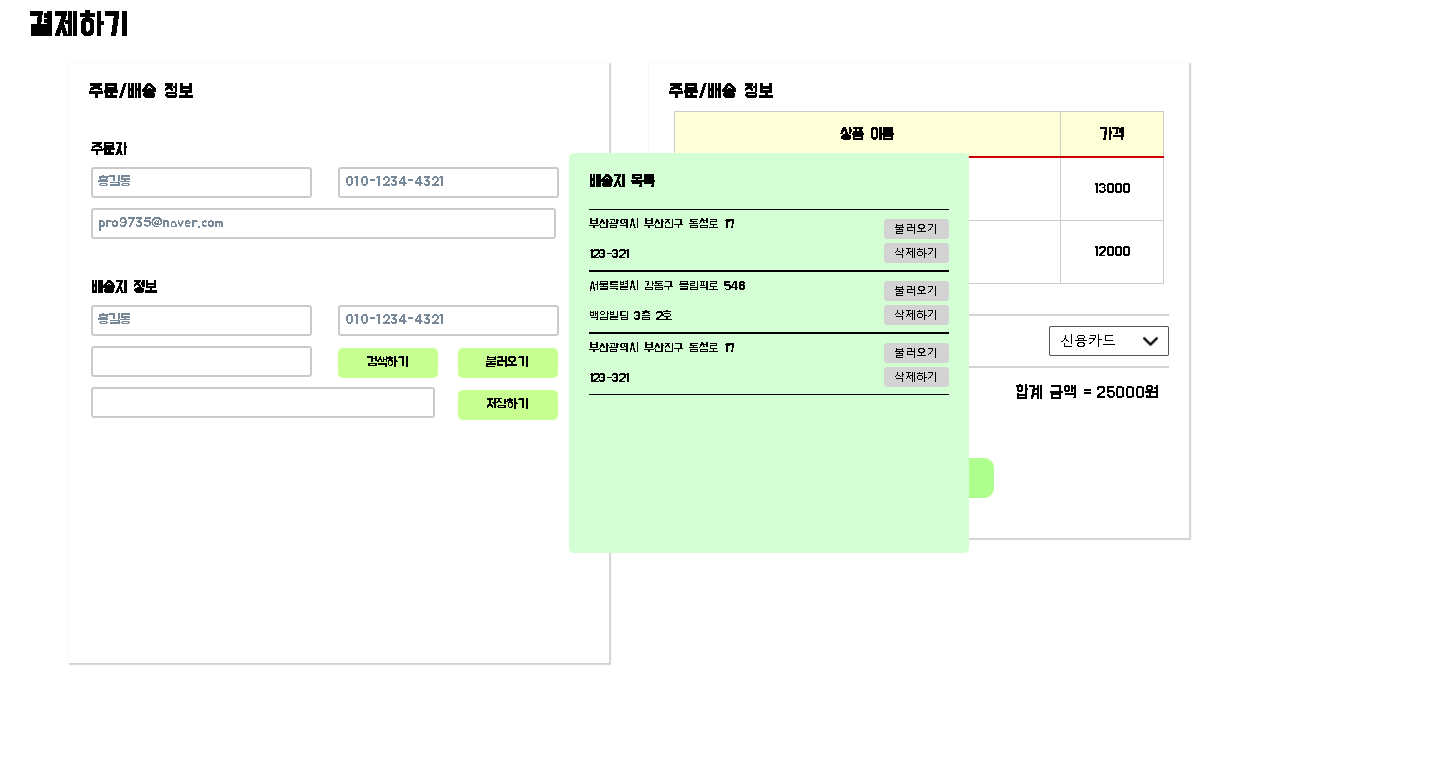 결제하기
주문/배송 정보
주문자
홍길동 010-1234-4321
pro9735@naver.com
배송지 정보
홍길동 010-1234-4321
검색하기 불러오기
저장하기
주문/배송 정보
상품 이름 가격
13000
12000
신용카드
합계 금액 = 25000원
배송지 목록
부산광역시 부산진구 동성로 17 불러오기
123-321 삭제하기
서울특별시 강동구 올림픽로 546 불러오기
백암빌딩 3층 2호 삭제하기
부산광역시 부산진구 동성로 17 불러오기
123-321 삭제하기